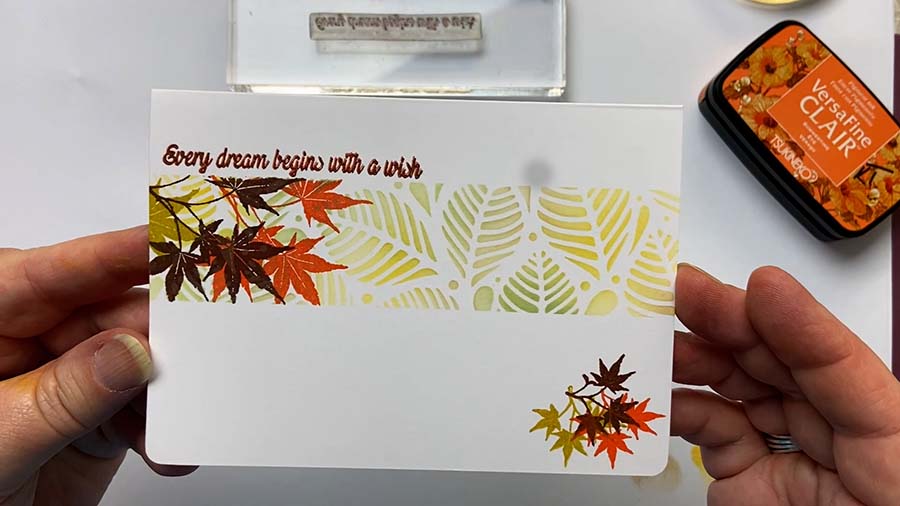 Every dream begins with a wish
VersaFine
CLAIR
TSUKINEKO